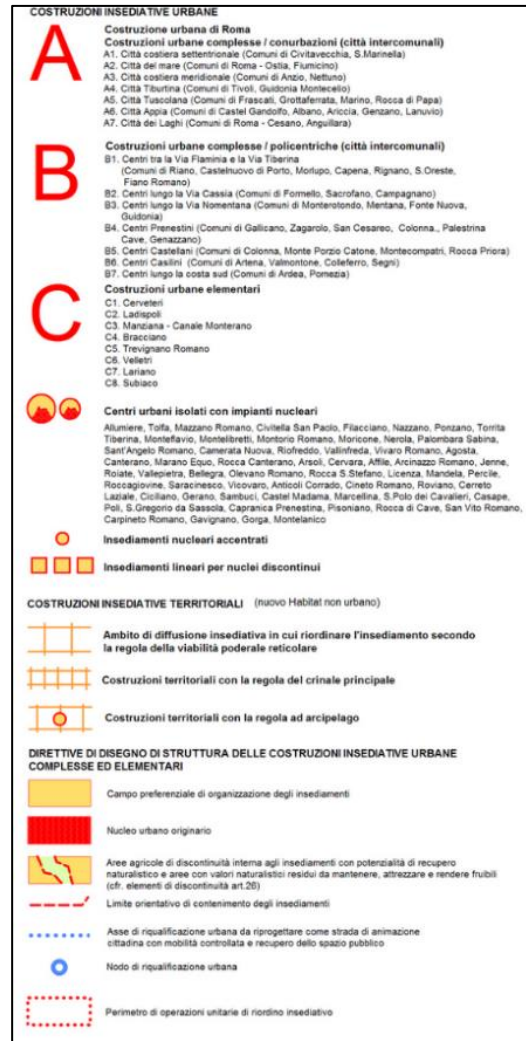 COSTRUZIONI INSEDIATIVE URBANE
A
Costruzione urbana di Roma
Costruzioni urbane complesse / conurbazioni (città intercomunali)
A1. Città costiera settentrionale (Comuni di Civitavecchia, S.Marinella)
A2. Città del mare (Comuni di Roma - Ostia, Fiumicino)
A3. Città costiera meridionale (Comuni di Anzio, Nettuno)
A4. Città Tiburtina (Comuni di Tivoli, Guidonia Montecelio)
A5. Città Tuscolana (Comuni di Frascati, Grottaferrata, Marino, Rocca di Papa)
A6. Città Appia (Comuni di Castel Gandolfo, Albano, Ariccia, Genzano, Lanuvio)
A7. Città dei Laghi (Comuni di Roma - Cesano, Anguillara)
B
Costruzioni urbane complesse / policentriche (città intercomunali)
B1. Centri tra la Via Flaminia e la Via Tiberina
(Comuni di Riano, Castelnuovo di Porto, Morlupo, Capena, Rignano, S.Oreste,
Fiano Romano)
B2. Centri lungo la Via Cassia (Comuni di Formello, Sacrofano, Campagnano)
B3. Centri lungo la Via Nomentana (Comuni di Monterotondo, Mentana, Fonte Nuova,
Guidonia)
B4. Centri Prenestini (Comuni di Gallicano, Zagarolo, San Cesareo, Colonna., Palestrina
Cave, Genazzano)
B5. Centri Castellani (Comuni di Colonna, Monte Porzio Catone, Montecompatri, Rocca Priora)
B6. Centri Casilini (Comuni di Artena, Valmontone, Colleferro, Segni)
B7. Centri lungo la costa sud (Comuni di Ardea, Pomezia)
C
Costruzioni urbane elementari
C1. Cerveteri
C2. Ladispoli
C3. Manziana - Canale Monterano
C4. Bracciano
C5. Trevignano Romano
C6. Velletri
C7. Lariano
C8. Subiaco
Centri urbani isolati con impianti nucleari
Allumiere, Tolfa, Mazzano Romano, Civitella San Paolo, Filacciano, Nazzano, Ponzano, Torrita
Tiberina, Monteflavio, Montelibretti, Montorio Romano, Moricone, Nerola, Palombara Sabina,
Sant'Angelo Romano, Camerata Nuova, Riofreddo, Vallinfreda, Vivaro Romano, Agosta,
Canterano, Marano Equo, Rocca Canterano, Arsoli, Cervara, Affile, Arcinazzo Romano, Jenne,
Roiate, Vallepietra, Bellegra, Olevano Romano, Rocca S.Stefano, Licenza, Mandela, Percile,
Roccagiovine, Saracinesco, Vicovaro, Anticoli Corrado, Cineto Romano, Roviano, Cerreto
Laziale, Ciciliano, Gerano, Sambuci, Castel Madama, Marcellina, S.Polo dei Cavalieri, Casape,
Poli, S.Gregorio da Sassola, Capranica Prenestina, Pisoniano, Rocca di Cave, San Vito Romano,
Carpineto Romano, Gavignano, Gorga, Montelanico
Insediamenti nucleari accentrati
Insediamenti lineari per nuclei discontinui
COSTRUZIONI INSEDIATIVE TERRITORIALI (nuovo Habitat non urbano)
Ambito di diffusione insediativa in cui riordinare l'insediamento secondo
la regola della viabilità poderale reticolare
Costruzioni territoriali con la regola del crinale principale
Costruzioni territoriali con la regola ad arcipelago
DIRETTIVE DI DISEGNO DI STRUTTURA DELLE COSTRUZIONI INSEDIATIVE URBANE
COMPLESSE ED ELEMENTARI
Campo preferenziale di organizzazione degli insediamenti
Nucleo urbano originario
Aree agricole di discontinuità interna agli insediamenti con potenzialità di recupero
naturalistico e aree con valori naturalistici residui da mantenere, attrezzare e rendere fruibili
(cfr. elementi di discontinuità art.26)
Limite orientativo di contenimento degli insediamenti
Asse di riqualificazione urbana da riprogettare come strada di animazione
cittadina con mobilità controllata e recupero dello spazio pubblico
Nodo di riqualificazione urbana
Perimetro di operazioni unitarie di riordino insediativo